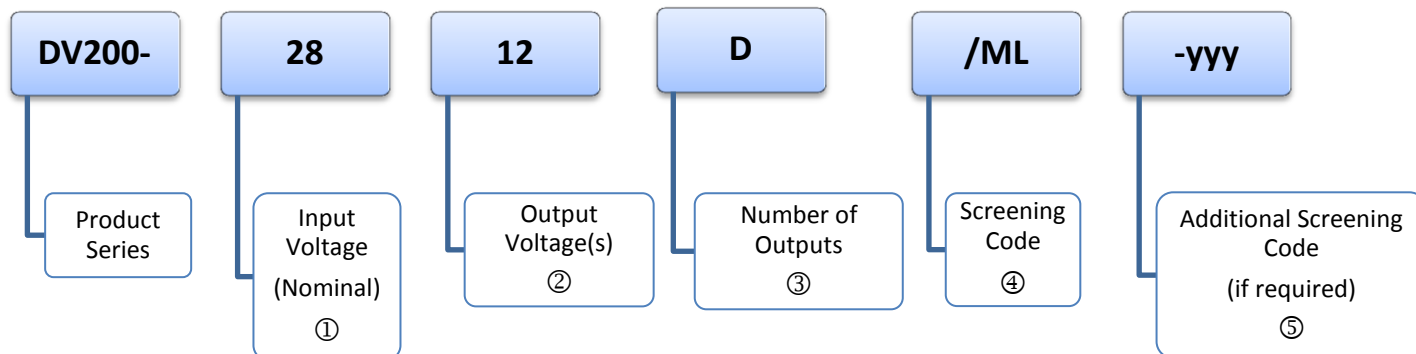 DV200-
28
12
D
/ML
-yyy
Product
Series
Input
Voltage
(Nominal)
①
Output
Voltage(s)
②
Number of
Outputs
③
Screening
Code
④
Additional Screening
Code
(if required)
⑤